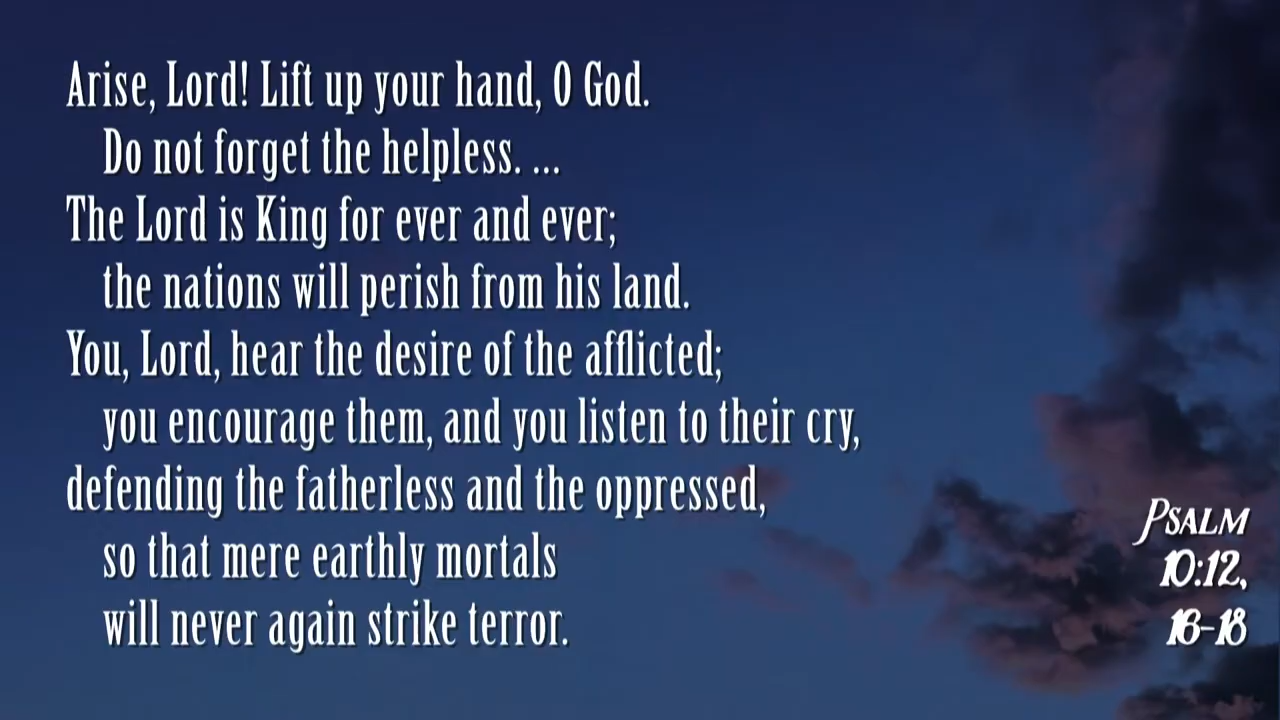 Arise, Lord! Lift up your hand, O God.
Do not forget the helpless. ...
The Lord is King for ever and ever;
the nations will perish from his land.
You, Lord, hear the desire of the afflicted;
you encourage them, and you listen to their cry,
defending the fatherless and the oppressed,
so that mere earthly mortals
will never again strike terror.
Psalm
10:12,
16-18